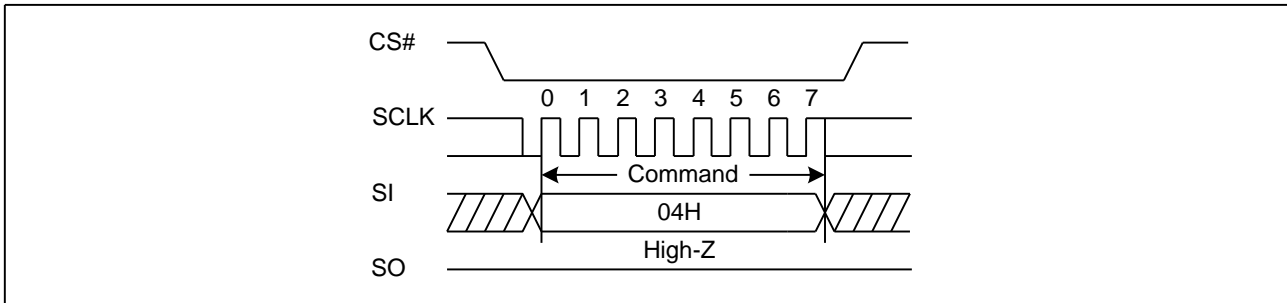 CS#
0 1 2 3 4 5 6 7
SCLK
Command
SI
04H
High-Z
SO